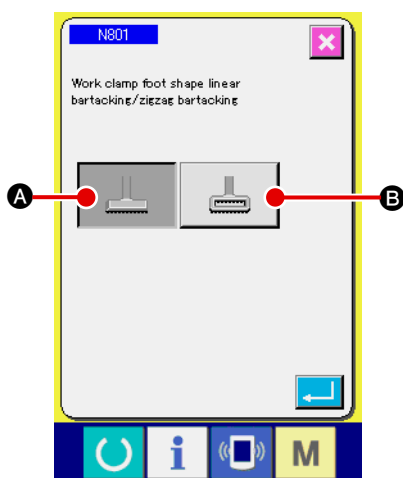 N801
Work clamp foot shape linear
bartacking/zigzag bartacking
A
B
M